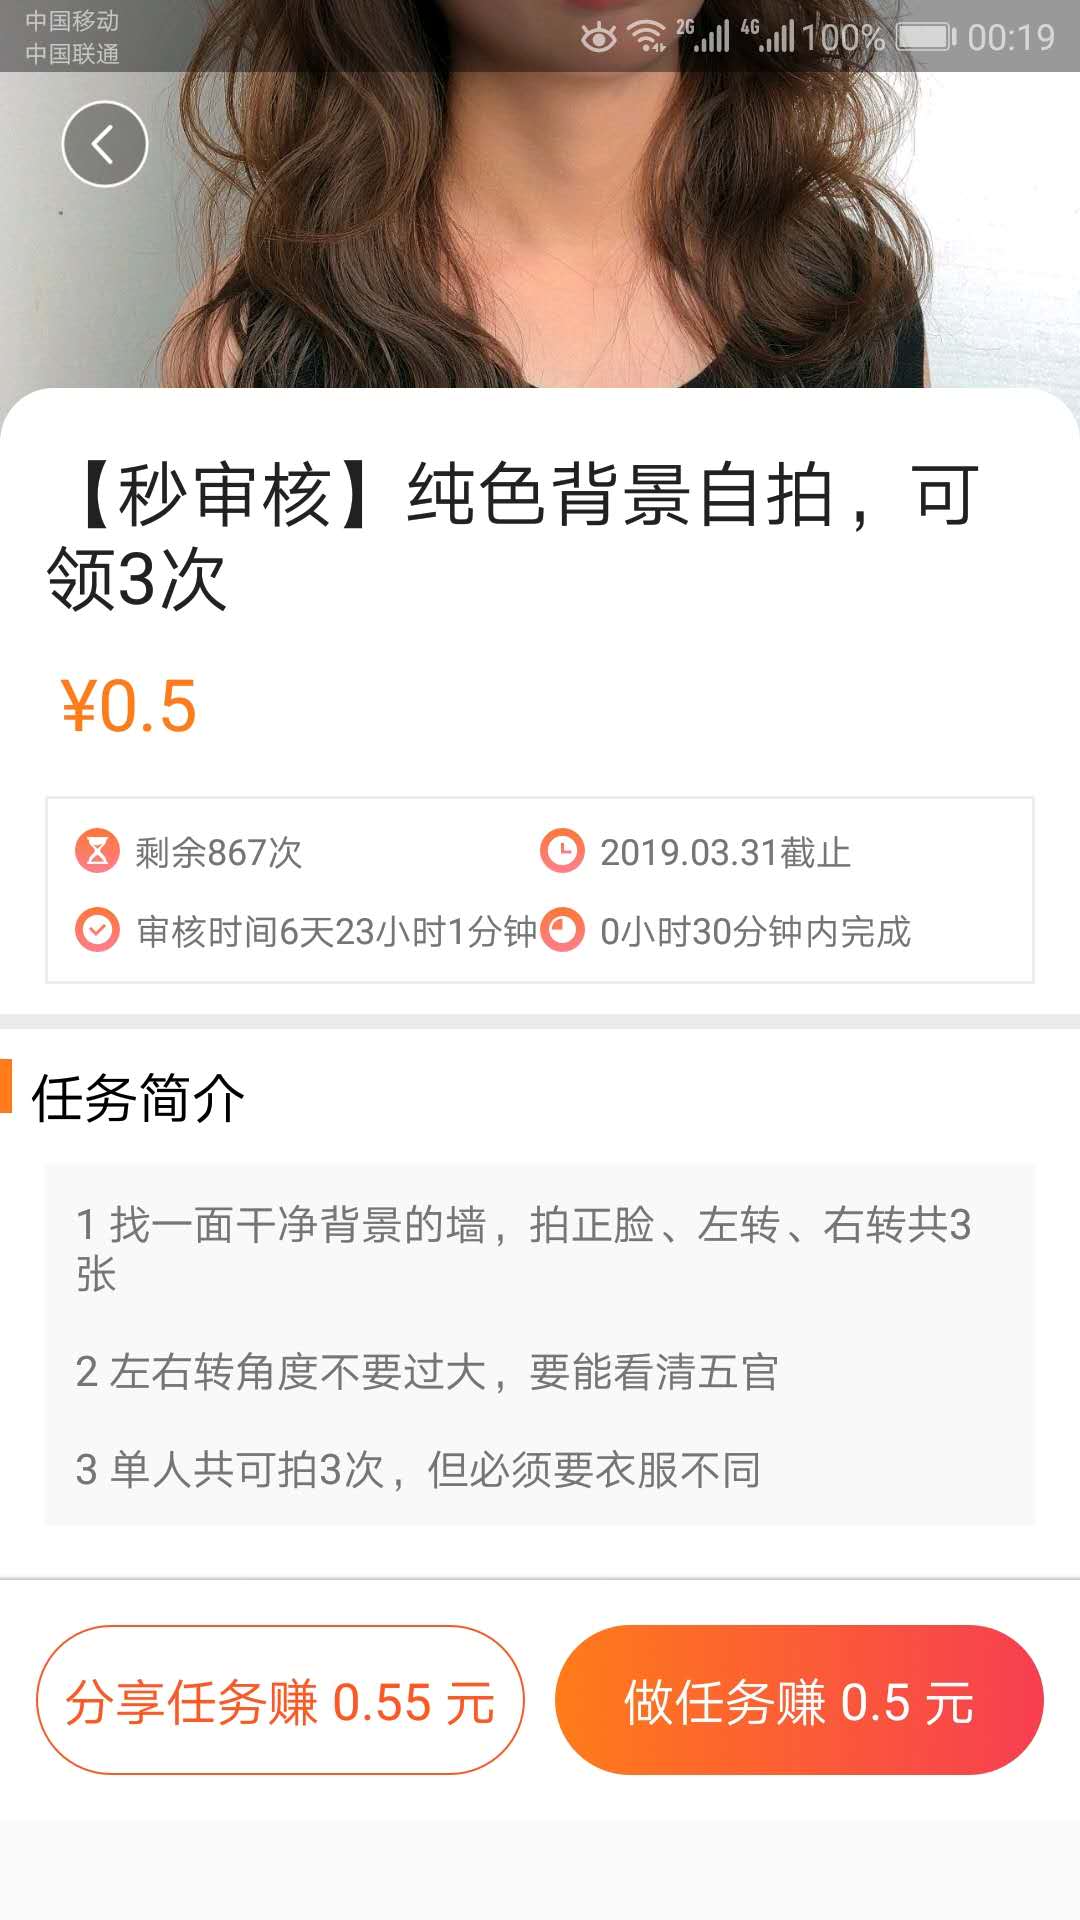 中国移动
中国联通
2G 4G 100% 00:19
【秒审核】纯色背景自拍，可
领3次
¥0.5
剩余867次
2019.03.31截止
审核时间6天23小时1分钟
0小时30分钟内完成
任务简介
1 找一面干净背景的墙，拍正脸、左转、右转共3
张
2 左右转角度不要过大，要能看清五官
3 单人共可拍3次，但必须要衣服不同
分享任务赚 0.55 元
做任务赚 0.5 元